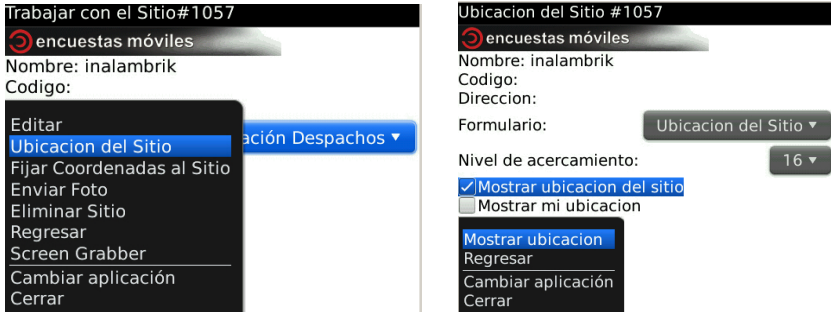 Trabajar con el Sitio#1057
encuestas móviles
Nombre: inalambrik
Codigo:
ación Despachos
Editar
Ubicacion del Sitio
Fijar Coordenadas al Sitio
Enviar Foto
Eliminar Sitio
Regresar
Screen Grabber
Cambiar aplicación
Cerrar
Ubicacion del Sitio #1057
encuestas móviles
Nombre: inalambrik
Codigo:
Direccion:
Formulario: Ubicacion del Sitio
Nivel de acercamiento: 16
Mostrar ubicacion del sitio
Mostrar mi ubicacion
Mostrar ubicacion
Regresar
Cambiar aplicación
Cerrar